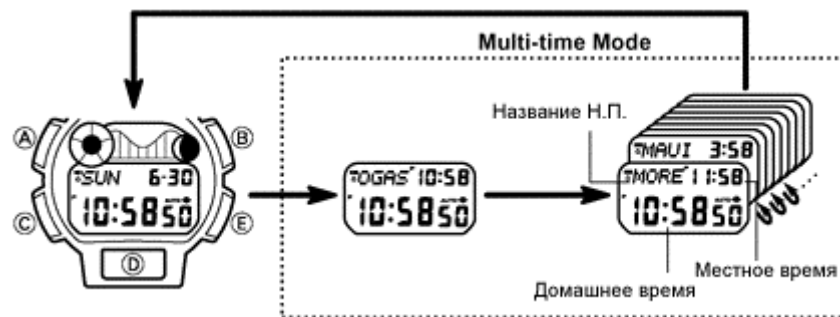 Multi-time Mode
Название Н.П.
A
B
C
E
D
SUN 6-30
10:58 50
OGAS 10:58
10:58 50
MAUI 3:58
MORE 11:58
10:58 50
Домашнее время
Местное время